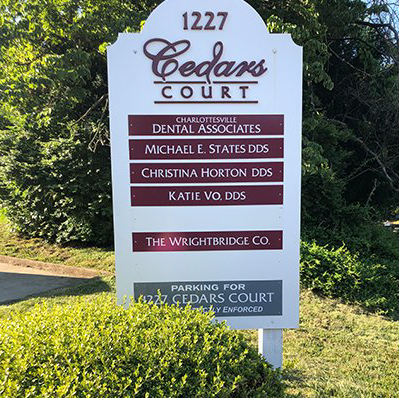 1227
Cedars
COURT
CHARLOTTESVILLE
DENTAL ASSOCIATES
MICHAEL E. STATES DDS
CHRISTINA HORTON DDS
KATIE VO, DDS
THE WRIGHTBRIDGE CO.
PARKING FOR
1227 CEDARS COURT
ENFORCED